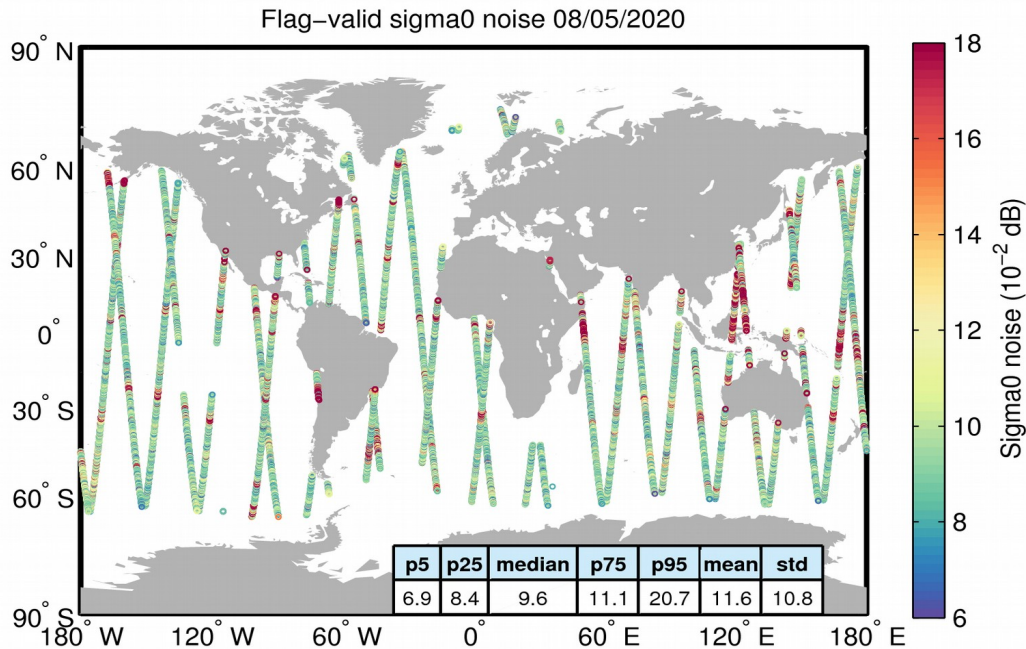 Flag−valid sigma0 noise 08/05/2020
90° N
60° N
30° N
0°
30° S
60° S
90° S
180° W 120° W 60° W 0° 60° E 120° E 180° E
p5 p25 median p75 p95 mean std
6.9 8.4 9.6 11.1 20.7 11.6 10.8
18
16
14
12
10
8
6
Sigma0 noise (10⁻² dB)